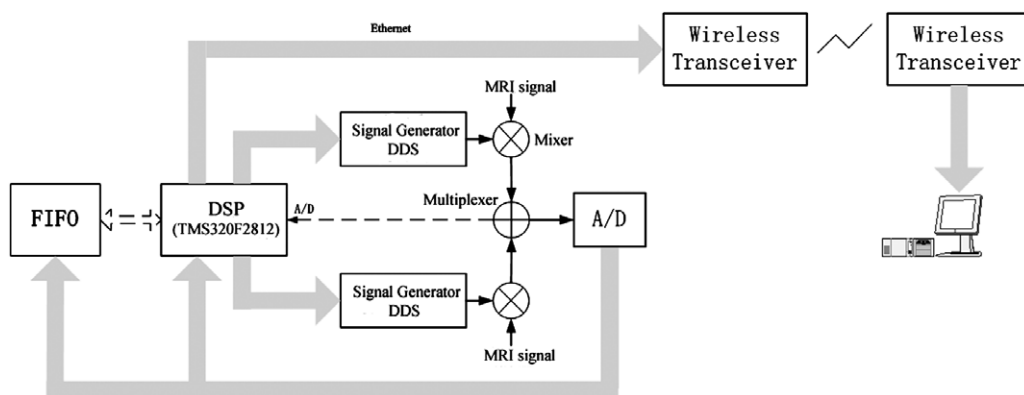 Ethernet
Wireless
Transceiver
Wireless
Transceiver
MRI signal
Signal Generator
DDS
Mixer
FIFO
DSP
(TMS320F2812)
A/D
Multiplexer
A/D
Signal Generator
DDS
MRI signal